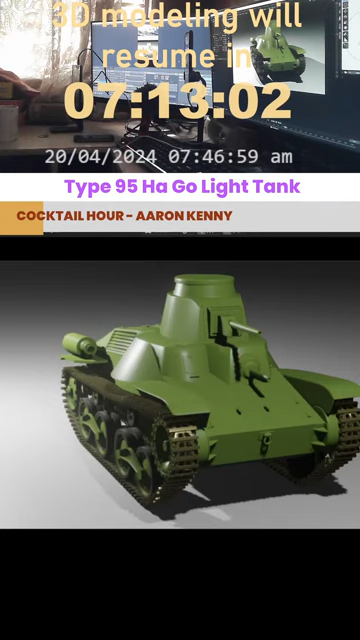 3D modeling will
resume in
07:13:02
20/04/2024 07:46:59 am
Type 95 Ha Go Light Tank
COCKTAIL HOUR - AARON KENNY